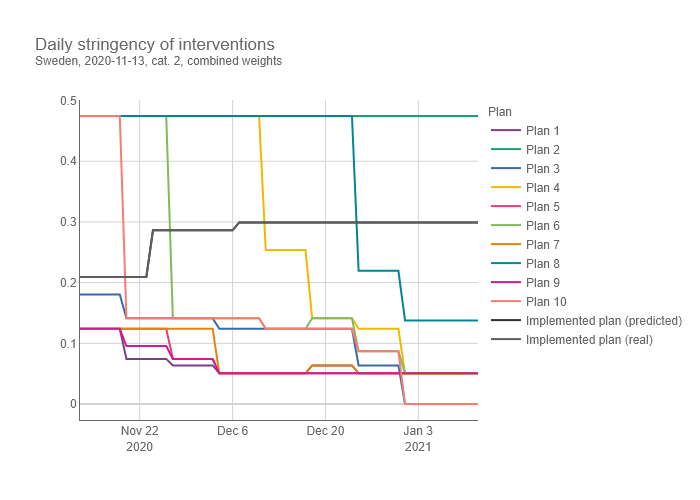 Daily stringency of interventions
Sweden, 2020-11-13, cat. 2, combined weights
0.5
0.4
0.3
0.2
0.1
0
Nov 22
2020
Dec 6
Dec 20
Jan 3
2021
Plan
Plan 1
Plan 2
Plan 3
Plan 4
Plan 5
Plan 6
Plan 7
Plan 8
Plan 9
Plan 10
Implemented plan (predicted)
Implemented plan (real)